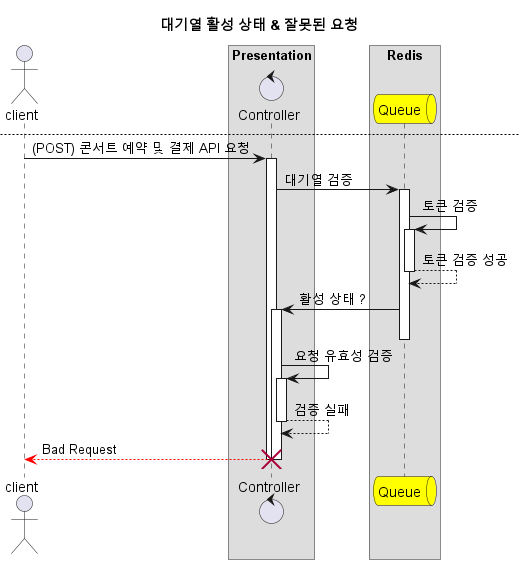 대기열 활성 상태 & 잘못된 요청
Presentation
Redis
client
Controller
Queue
(POST) 콘서트 예약 및 결제 API 요청
대기열 검증
토큰 검증
토큰 검증 성공
활성 상태 ?
요청 유효성 검증
검증 실패
Bad Request
client
Controller
Queue